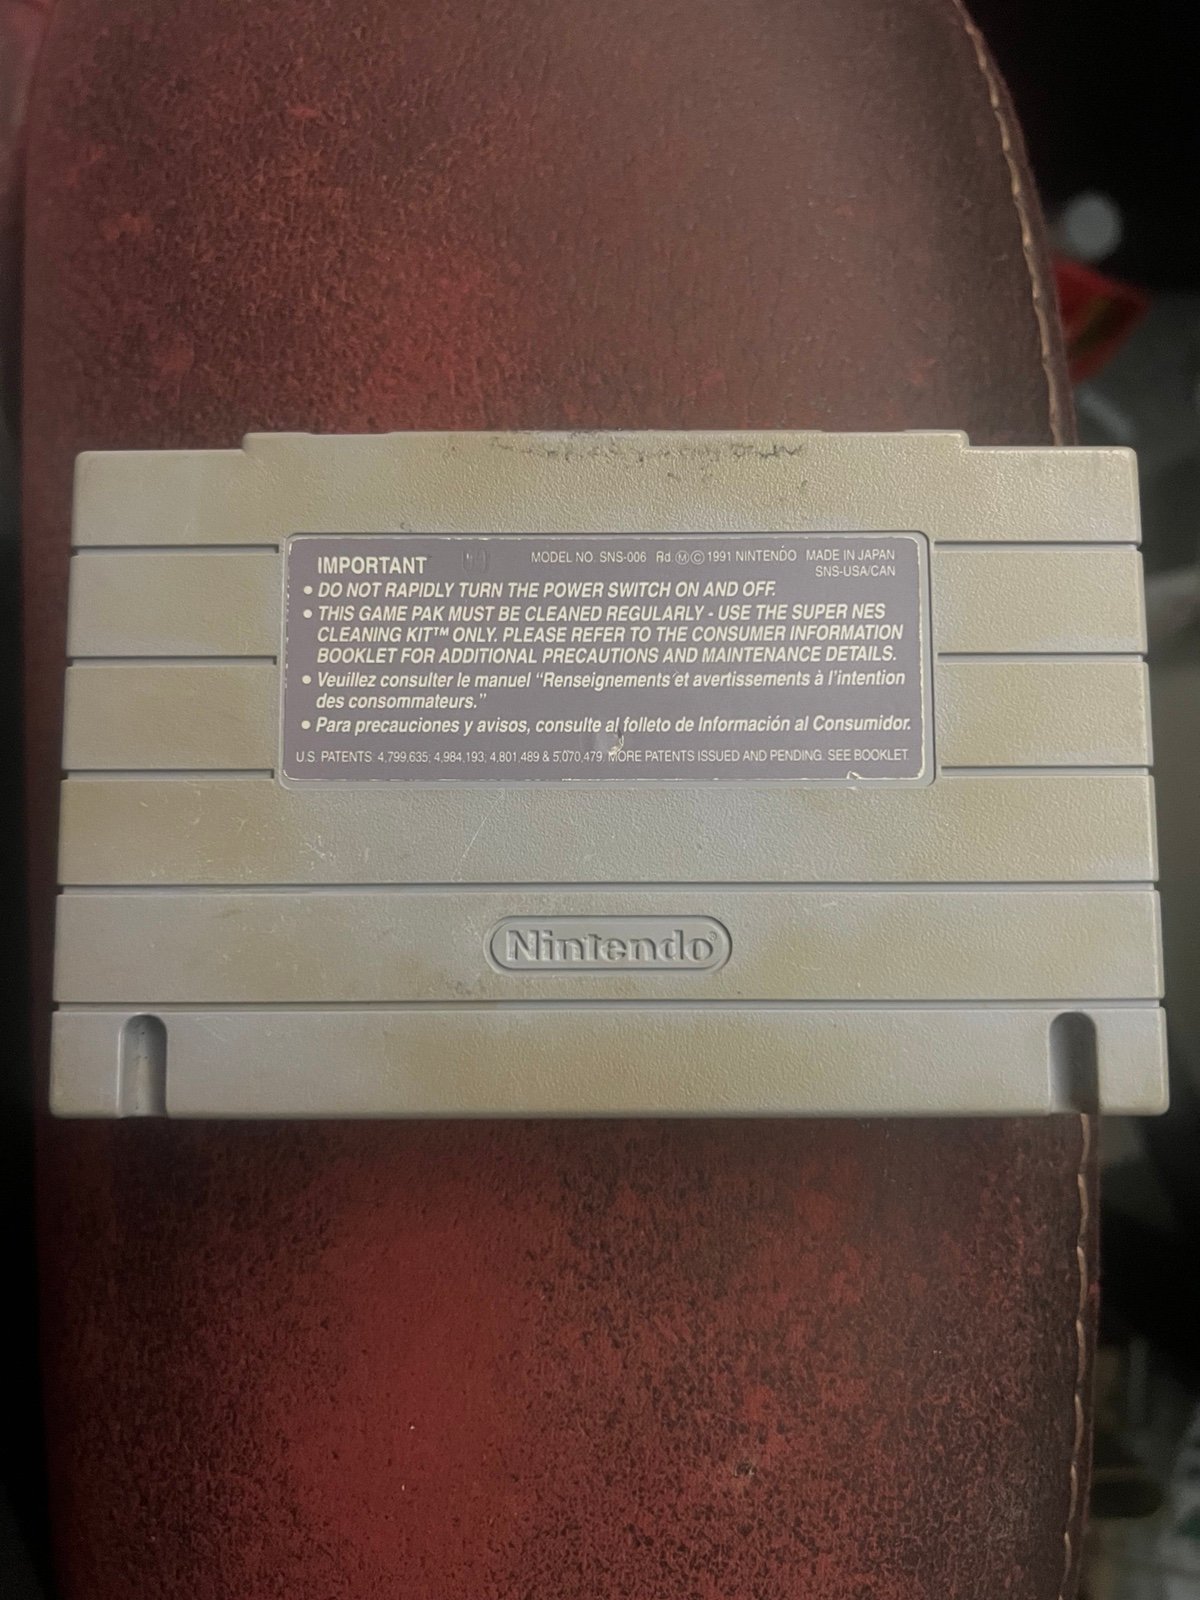 IMPORTANT MODEL NO. SNS-006 Rd. Ⓜ © 1991 NINTENDO MADE IN JAPAN
SNS-USA/CAN
• DO NOT RAPIDLY TURN THE POWER SWITCH ON AND OFF.
• THIS GAME PAK MUST BE CLEANED REGULARLY - USE THE SUPER NES
CLEANING KIT™ ONLY. PLEASE REFER TO THE CONSUMER INFORMATION
BOOKLET FOR ADDITIONAL PRECAUTIONS AND MAINTENANCE DETAILS.
• Veuillez consulter le manuel “Renseignements et avertissements à l’intention
des consommateurs.”
• Para precauciones y avisos, consulte al folleto de Información al Consumidor.
U.S. PATENTS: 4,799,635; 4,984,193; 4,801,489 & 5,070,479. MORE PATENTS ISSUED AND PENDING. SEE BOOKLET.
Nintendo®